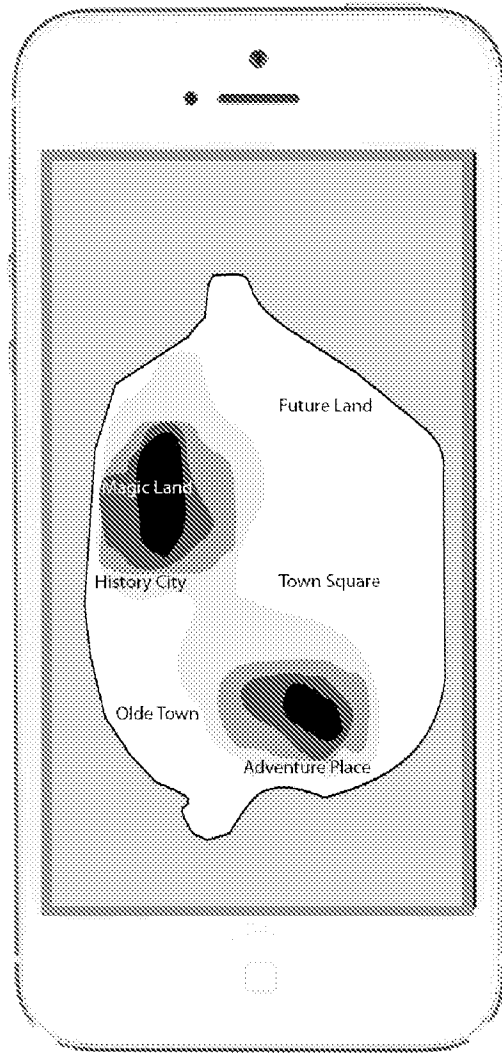 Future Land
Magic Land
History City
Town Square
Olde Town
Adventure Place